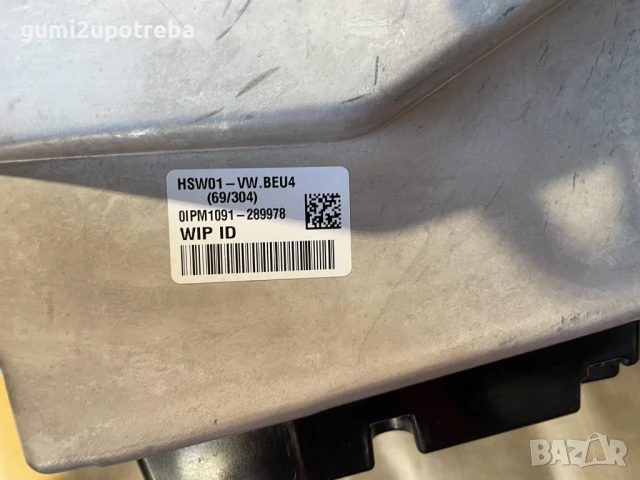 gumi2upotreba
HSW01-VW.BEU4
(69/304)
0IPM1091-289978
WIP ID
BAZAR